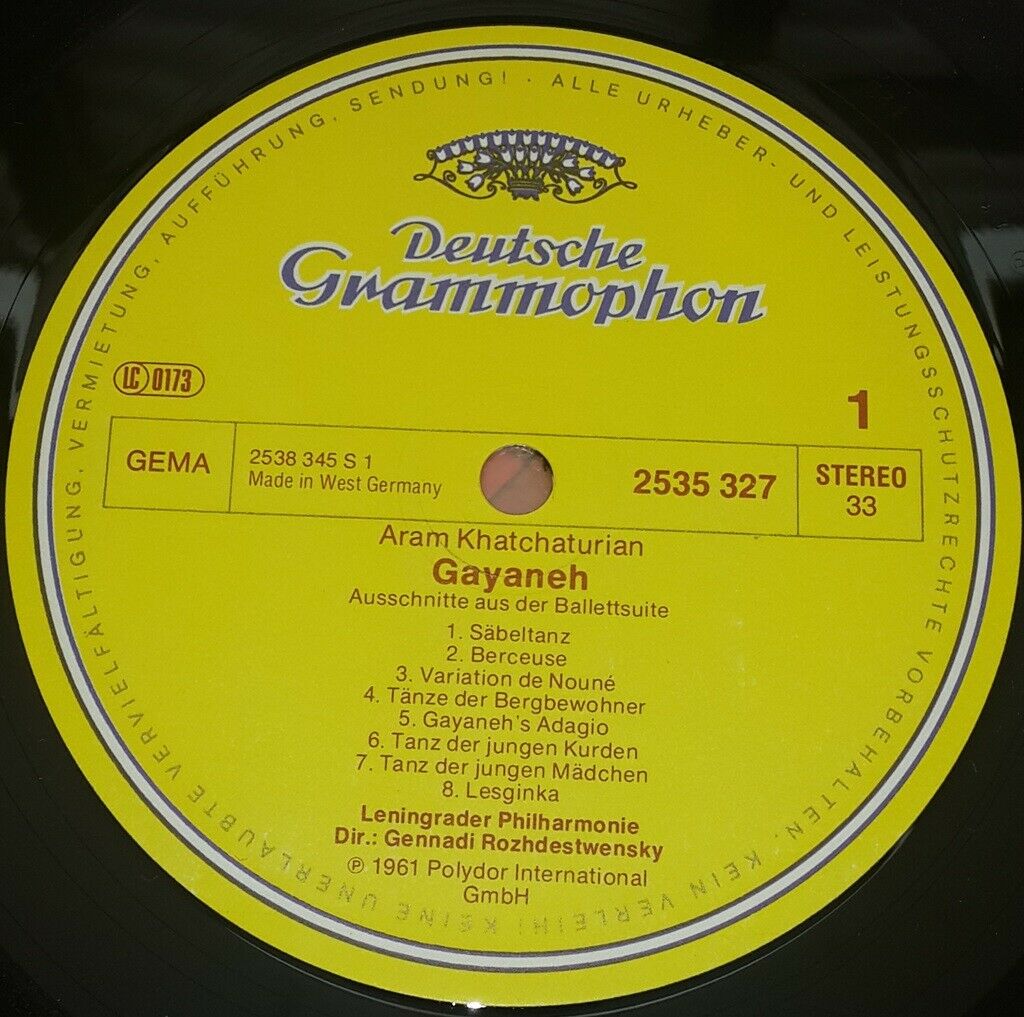 ALLE URHEBER- UND LEISTUNGSSCHUTZRECHTE VORBEHALTEN. KEIN VERLEIH! KEINE UNERLAUBTE VERVIELFÄLTIGUNG, VERMIETUNG, AUFFÜHRUNG, SENDUNG! ·
Deutsche
Grammophon
LC 0173
1
GEMA
2538 345 S 1
Made in West Germany
2535 327
STEREO
33
Aram Khatchaturian
Gayaneh
Ausschnitte aus der Ballettsuite
1. Säbeltanz
2. Berceuse
3. Variation de Nouné
4. Tänze der Bergbewohner
5. Gayaneh's Adagio
6. Tanz der jungen Kurden
7. Tanz der jungen Mädchen
8. Lesginka
Leningrader Philharmonie
Dir.: Gennadi Rozhdestwensky
℗ 1961 Polydor International
GmbH